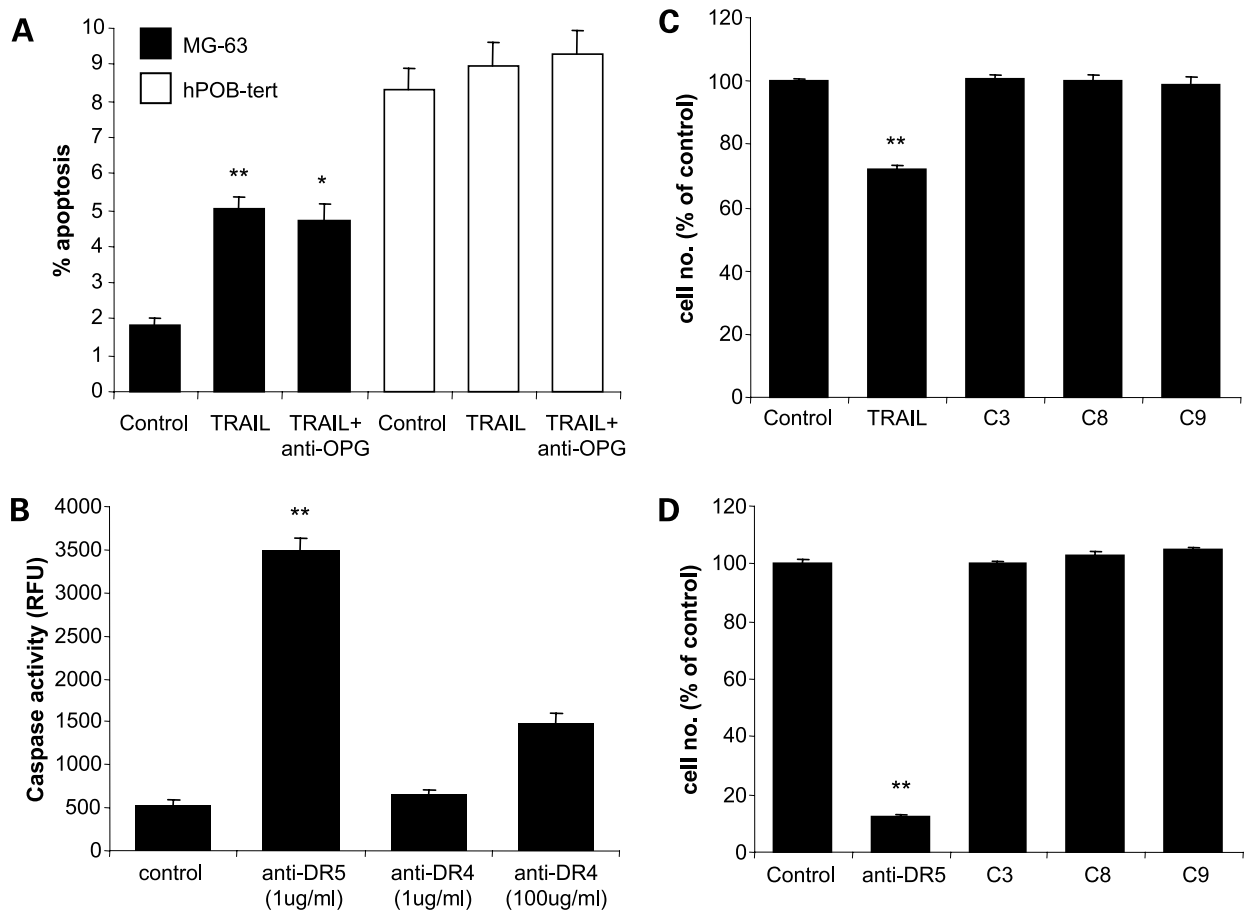 A
% apoptosis
10
9
8
7
6
5
4
3
2
1
0
MG-63
hPOB-tert
**
*
Control TRAIL TRAIL+ Control TRAIL TRAIL+
anti-OPG anti-OPG
C
cell no. (% of control)
120
100
80
60
40
20
0
**
Control TRAIL C3 C8 C9
B
Caspase activity (RFU)
4000
3500
3000
2500
2000
1500
1000
500
0
**
control anti-DR5 anti-DR4 anti-DR4
(1ug/ml) (1ug/ml) (100ug/ml)
D
cell no. (% of control)
120
100
80
60
40
20
0
**
Control anti-DR5 C3 C8 C9